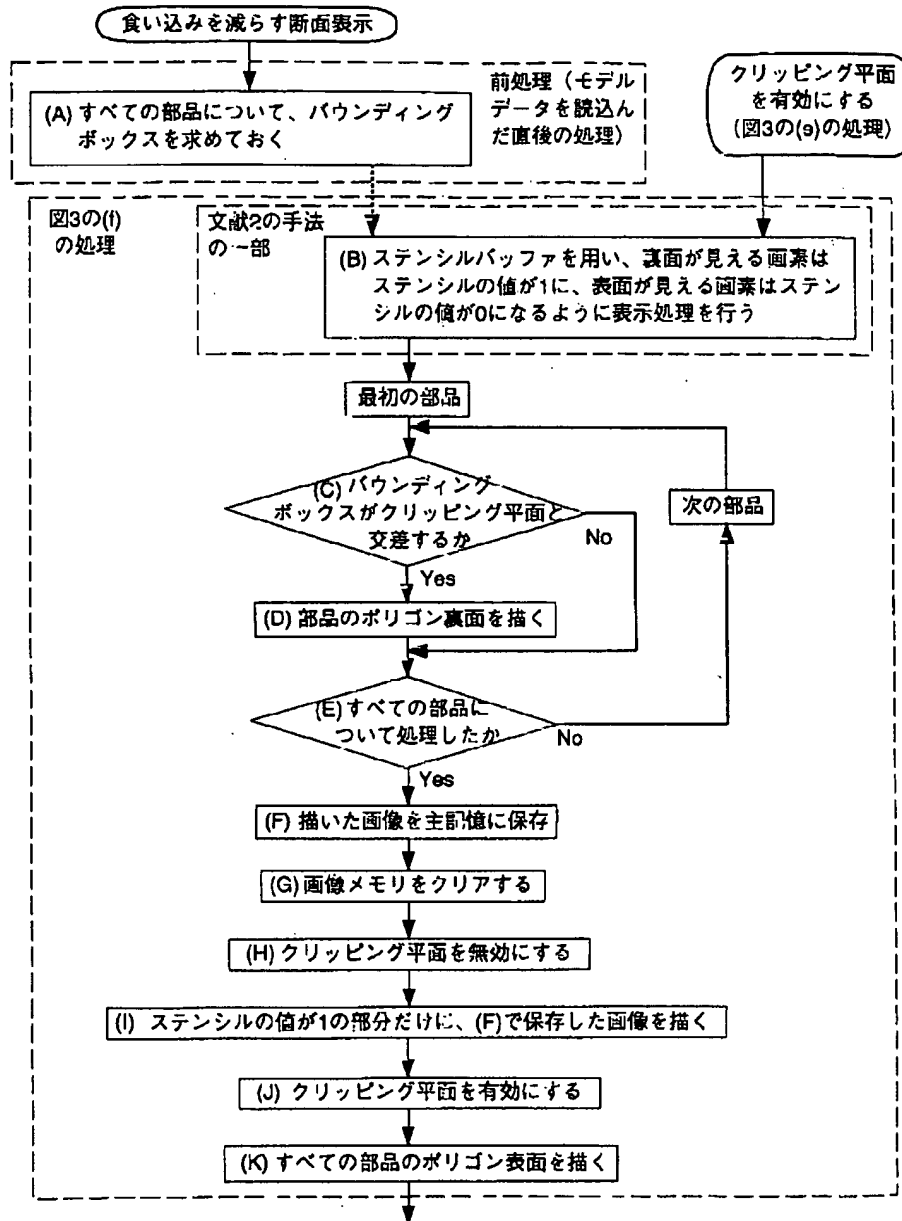 食い込みを減らす断面表示
前処理（モデル
データを読込ん
だ直後の処理）
(A) すべての部品について、バウンディング
ボックスを求めておく
クリッピング平面
を有効にする
（図3の(e)の処理）
図3の(f)
の処理
文献2の手法
の一部
(B) ステンシルバッファを用い、裏面が見える画素は
ステンシルの値が1に、表面が見える画素はステン
シルの値が0になるように表示処理を行う
最初の部品
(C) バウンディング
ボックスがクリッピング平面と
交差するか
No
Yes
次の部品
(D) 部品のポリゴン裏面を描く
(E) すべての部品に
ついて処理したか
No
Yes
(F) 描いた画像を主記憶に保存
(G) 画像メモリをクリアする
(H) クリッピング平面を無効にする
(I) ステンシルの値が1の部分だけに、(F)で保存した画像を描く
(J) クリッピング平面を有効にする
(K) すべての部品のポリゴン表面を描く